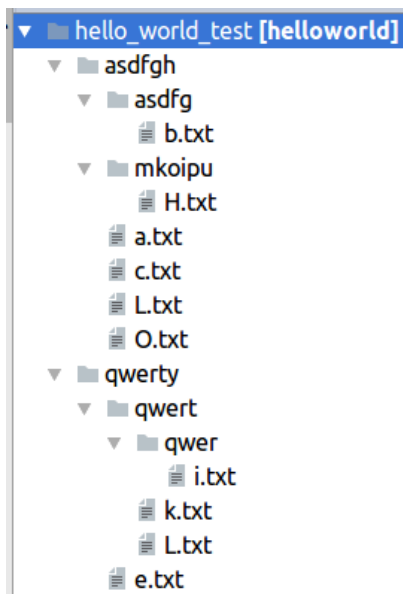 hello_world_test [helloworld]
asdfgh
asdfg
b.txt
mkoipu
H.txt
a.txt
c.txt
L.txt
O.txt
qwerty
qwert
qwer
i.txt
k.txt
L.txt
e.txt